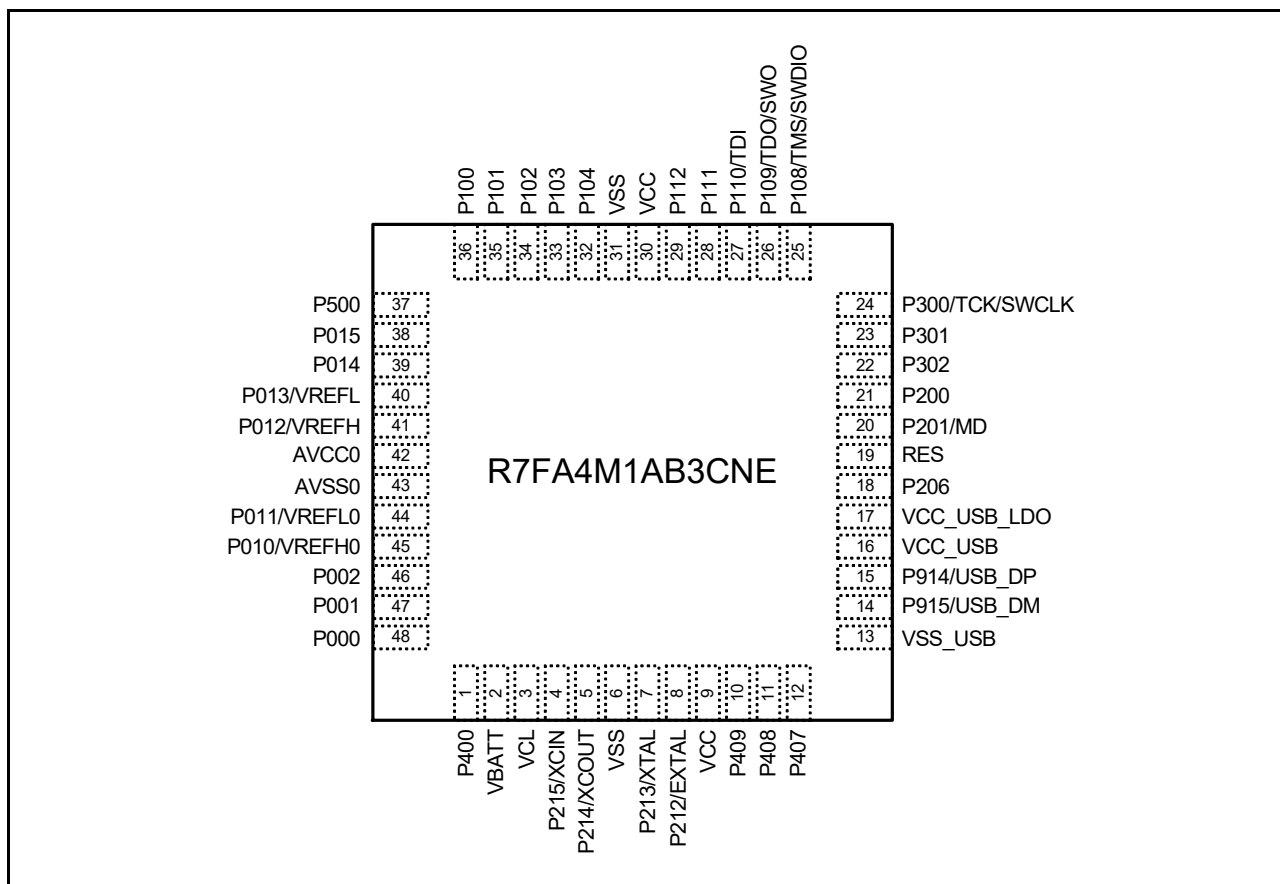 P100
P101
P102
P103
P104
VSS
VCC
P112
P111
P110/TDI
P109/TDO/SWO
P108/TMS/SWDIO
36
35
34
33
32
31
30
29
28
27
26
25
P500 37
P015 38
P014 39
P013/VREFL 40
P012/VREFH 41
AVCC0 42
AVSS0 43
P011/VREFL0 44
P010/VREFH0 45
P002 46
P001 47
P000 48
R7FA4M1AB3CNE
24 P300/TCK/SWCLK
23 P301
22 P302
21 P200
20 P201/MD
19 RES
18 P206
17 VCC_USB_LDO
16 VCC_USB
15 P914/USB_DP
14 P915/USB_DM
13 VSS_USB
1
2
3
4
5
6
7
8
9
10
11
12
P400
VBATT
VCL
P215/XCIN
P214/XCOUT
VSS
P213/XTAL
P212/EXTAL
VCC
P409
P408
P407